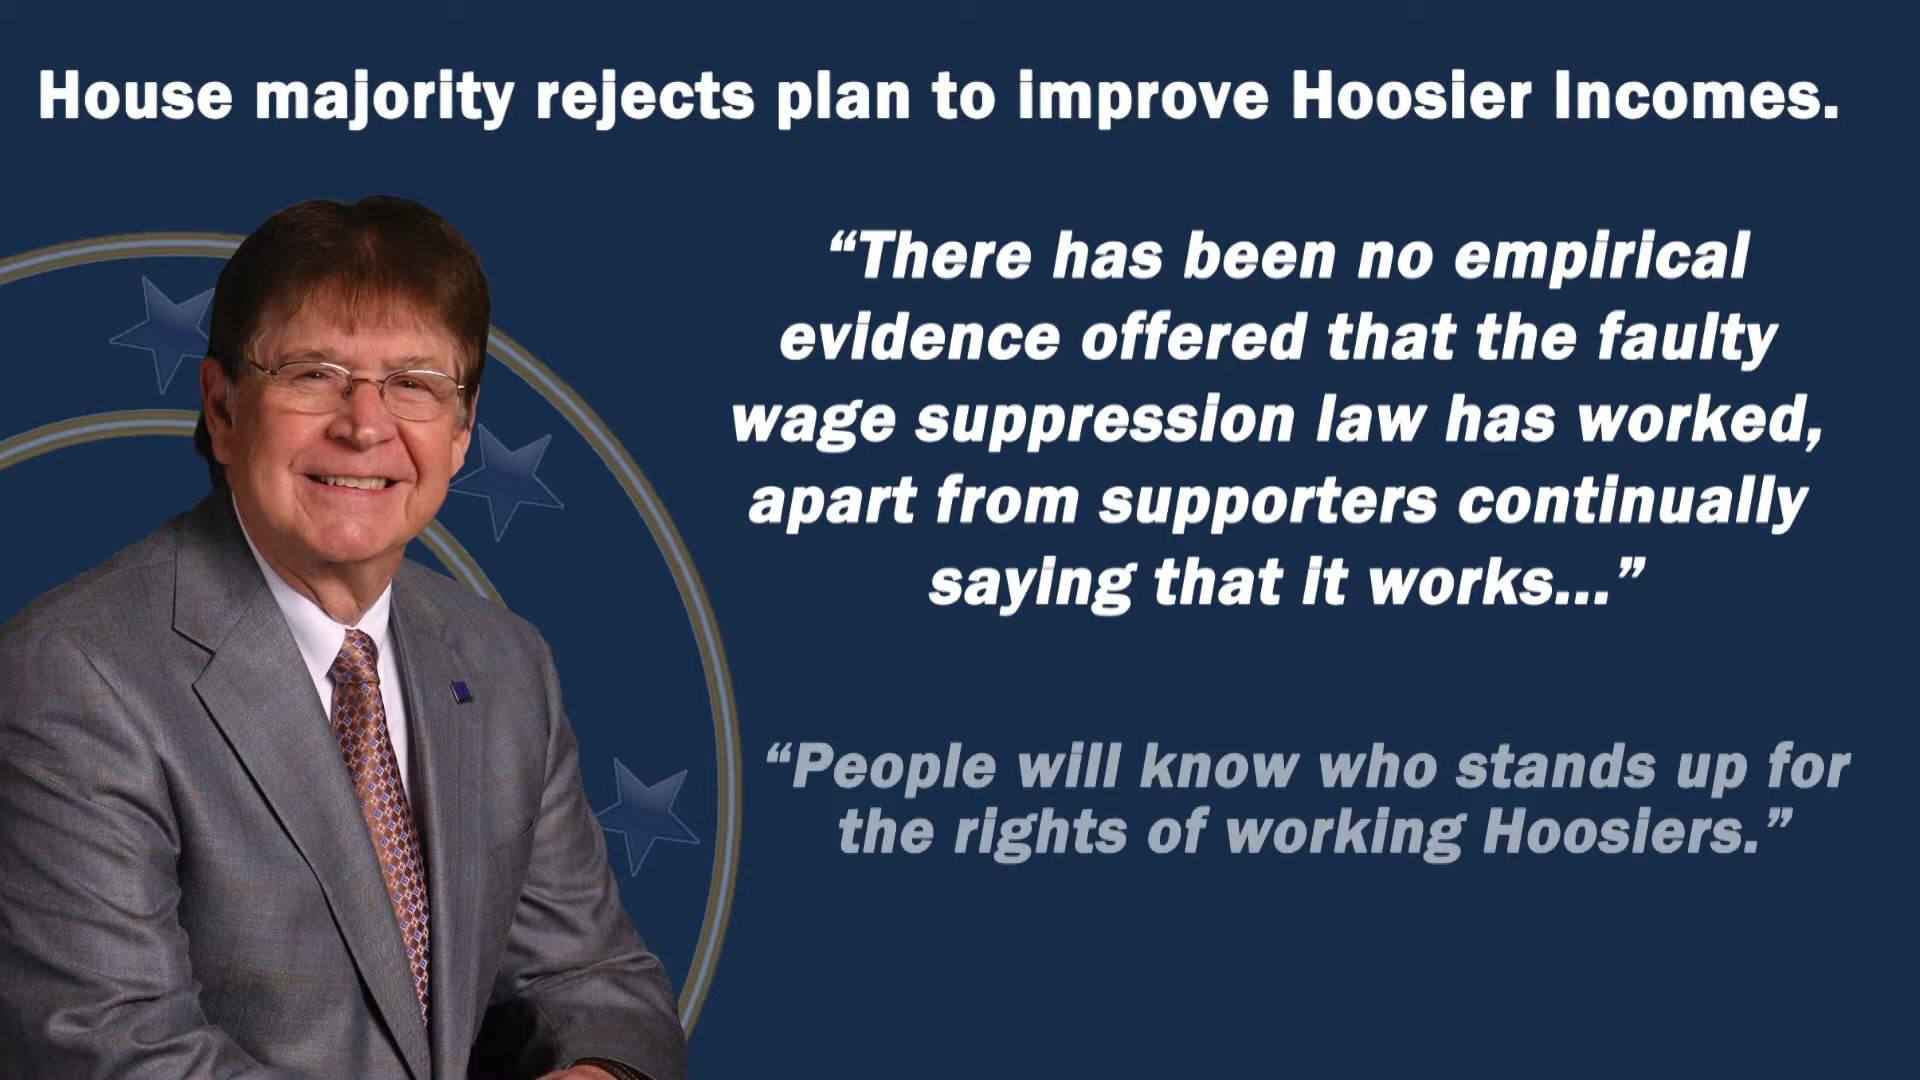 House majority rejects plan to improve Hoosier Incomes.
“There has been no empirical
evidence offered that the faulty
wage suppression law has worked,
apart from supporters continually
saying that it works...”
“People will know who stands up for
the rights of working Hoosiers.”